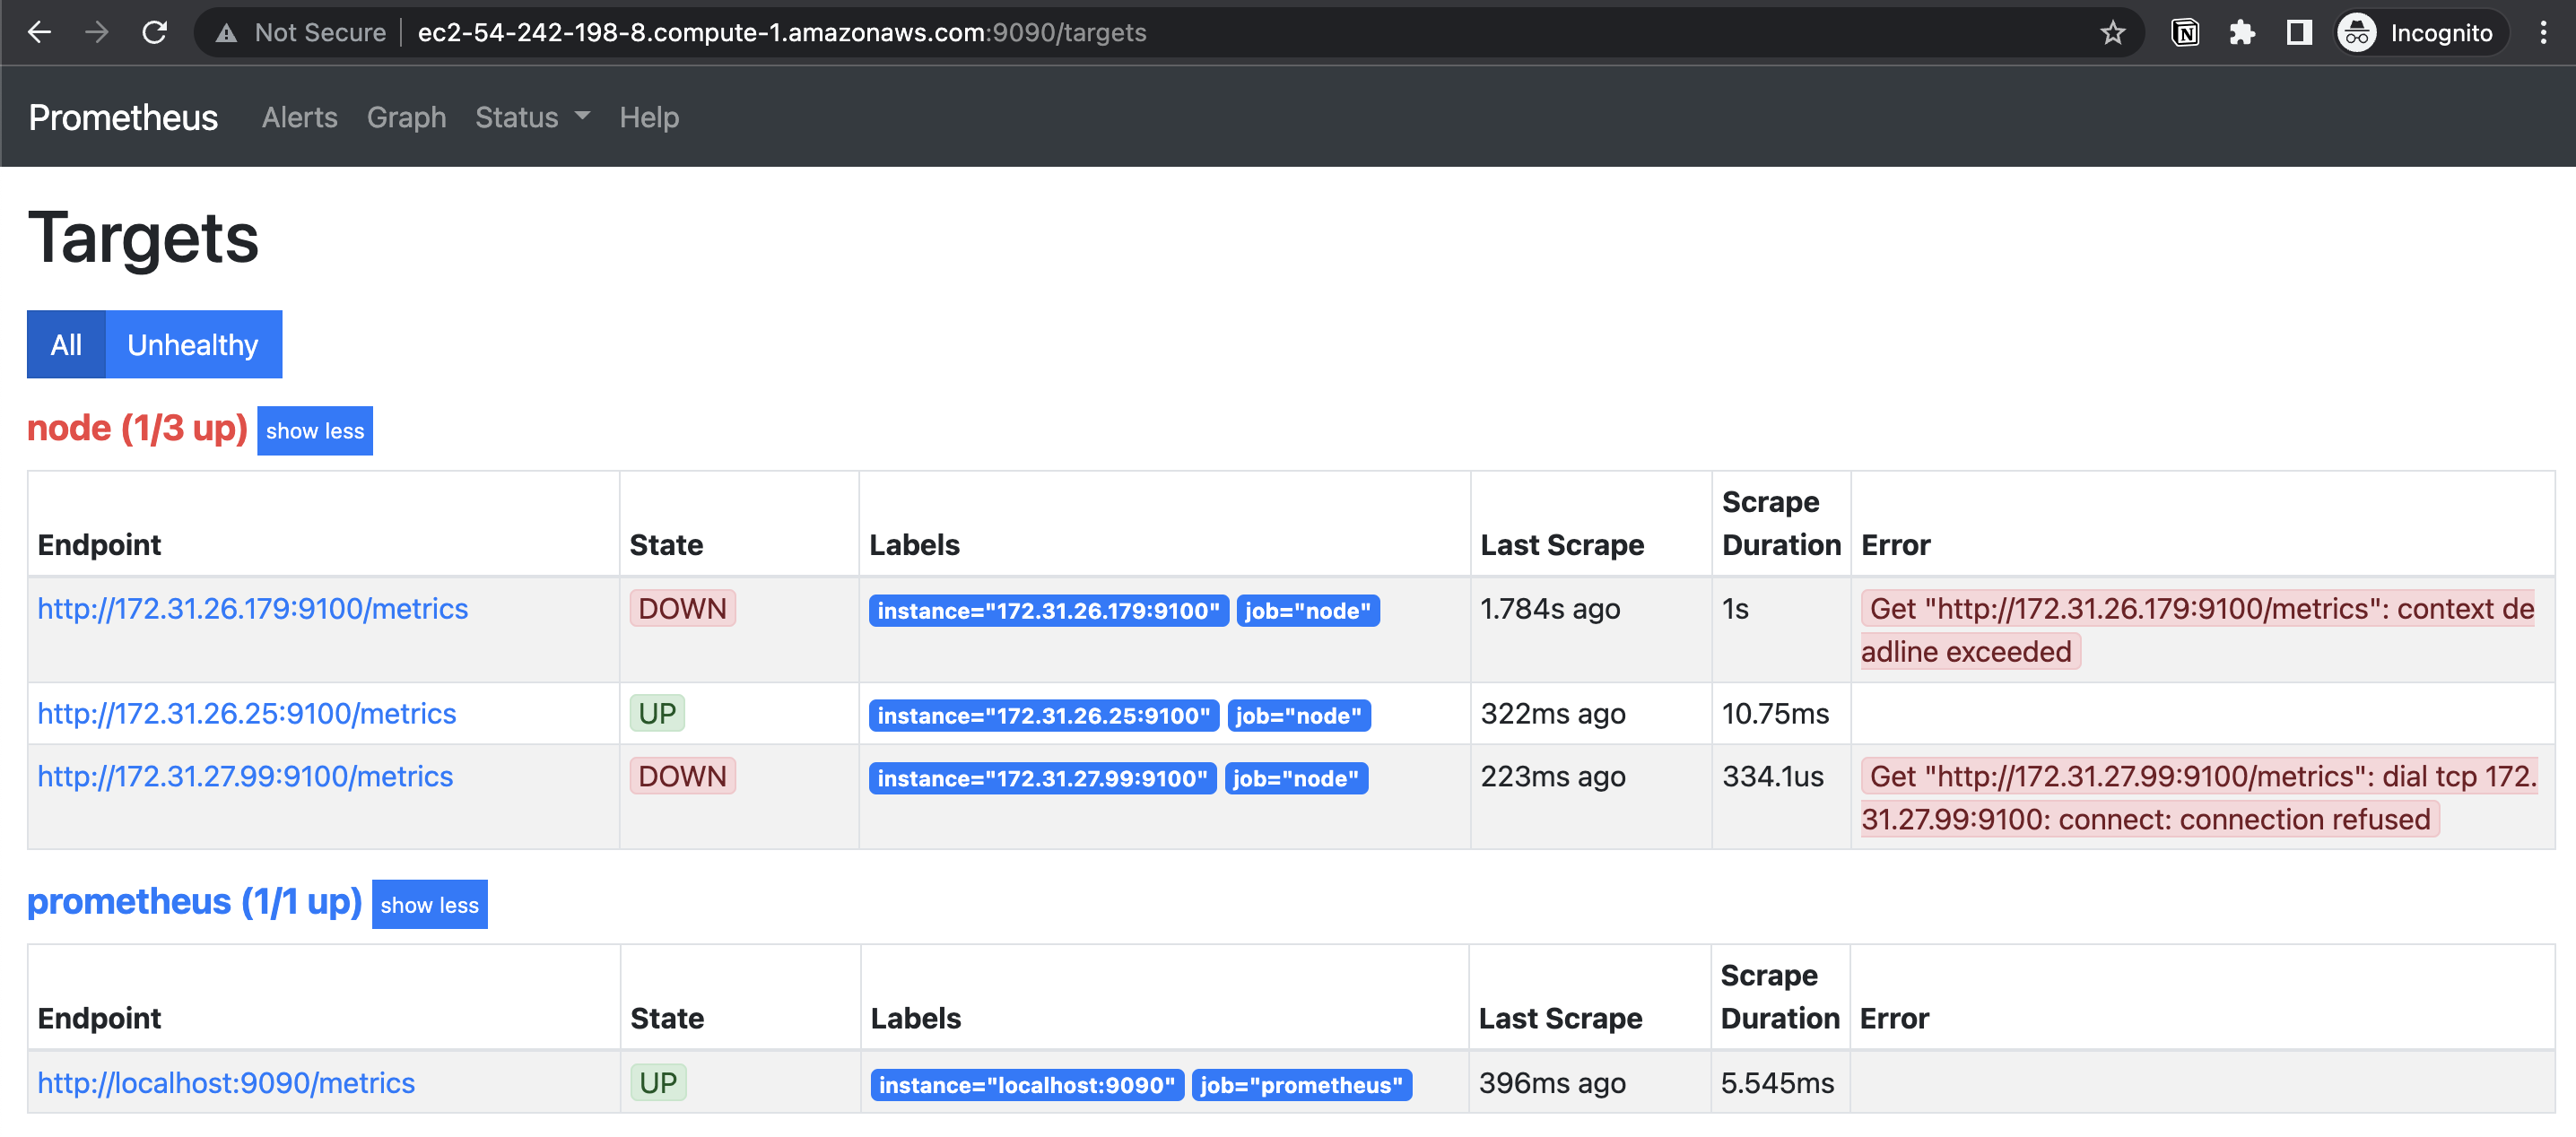 Not Secure ec2-54-242-198-8.compute-1.amazonaws.com:9090/targets Incognito
Prometheus Alerts Graph Status Help
Targets
All Unhealthy
node (1/3 up) show less
Endpoint State Labels Last Scrape Scrape Duration Error
http://172.31.26.179:9100/metrics DOWN instance="172.31.26.179:9100" job="node" 1.784s ago 1s Get "http://172.31.26.179:9100/metrics": context de
adline exceeded
http://172.31.26.25:9100/metrics UP instance="172.31.26.25:9100" job="node" 322ms ago 10.75ms
http://172.31.27.99:9100/metrics DOWN instance="172.31.27.99:9100" job="node" 223ms ago 334.1us Get "http://172.31.27.99:9100/metrics": dial tcp 172.
31.27.99:9100: connect: connection refused
prometheus (1/1 up) show less
Endpoint State Labels Last Scrape Scrape Duration Error
http://localhost:9090/metrics UP instance="localhost:9090" job="prometheus" 396ms ago 5.545ms